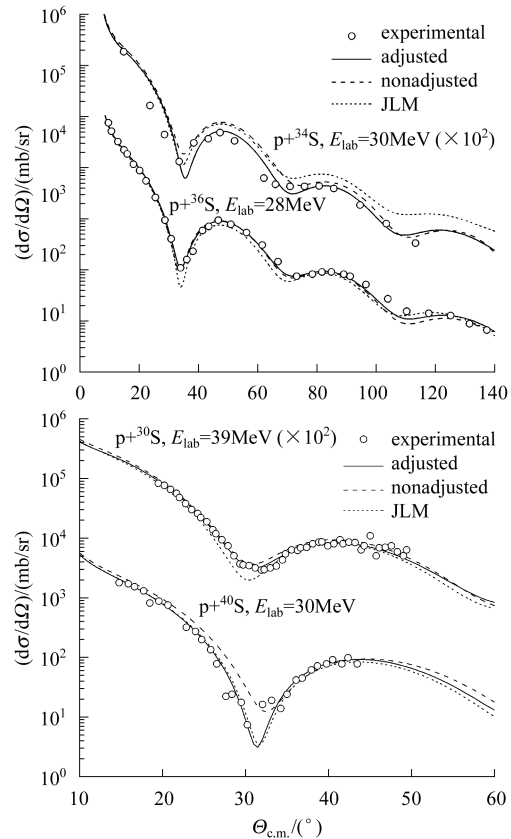 10⁶
10⁵
10⁴
10³
10²
10¹
10⁰
(dσ/dΩ)/(mb/sr)
experimental
adjusted
nonadjusted
JLM
p+³⁴S, E_lab=30MeV (×10²)
p+³⁶S, E_lab=28MeV
0 20 40 60 80 100 120 140
10⁶
10⁵
10⁴
10³
10²
10¹
10⁰
(dσ/dΩ)/(mb/sr)
p+³⁰S, E_lab=39MeV (×10²)
experimental
adjusted
nonadjusted
JLM
p+⁴⁰S, E_lab=30MeV
10 20 30 40 50 60
Θ_c.m./(°)